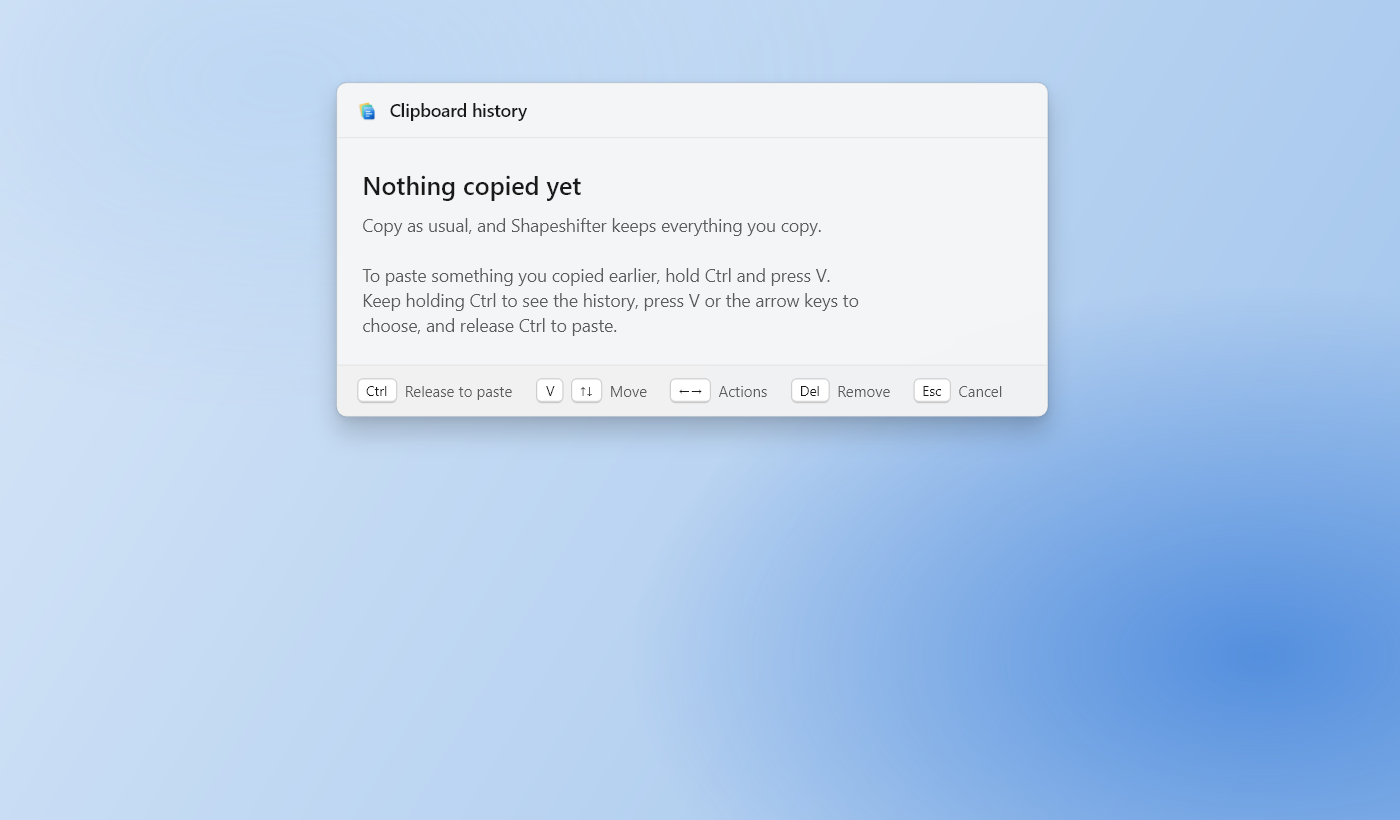 Clipboard history
Nothing copied yet
Copy as usual, and Shapeshifter keeps everything you copy.
To paste something you copied earlier, hold Ctrl and press V.
Keep holding Ctrl to see the history, press V or the arrow keys to
choose, and release Ctrl to paste.
Ctrl Release to paste V ↑↓ Move ←→ Actions Del Remove Esc Cancel